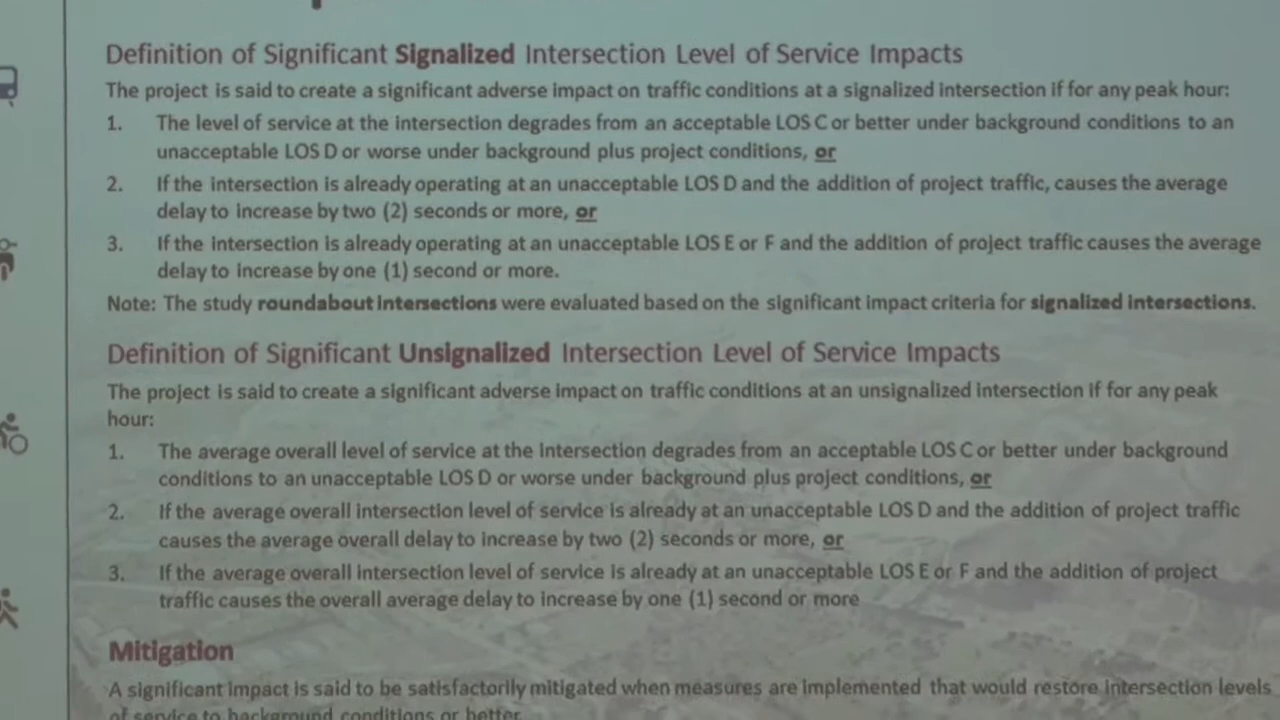 Definition of Significant Signalized Intersection Level of Service Impacts
The project is said to create a significant adverse impact on traffic conditions at a signalized intersection if for any peak hour:
1. The level of service at the intersection degrades from an acceptable LOS C or better under background conditions to an
unacceptable LOS D or worse under background plus project conditions, or
2. If the intersection is already operating at an unacceptable LOS D and the addition of project traffic, causes the average
delay to increase by two (2) seconds or more, or
3. If the intersection is already operating at an unacceptable LOS E or F and the addition of project traffic causes the average
delay to increase by one (1) second or more.
Note: The study roundabout intersections were evaluated based on the significant impact criteria for signalized intersections.
Definition of Significant Unsignalized Intersection Level of Service Impacts
The project is said to create a significant adverse impact on traffic conditions at an unsignalized intersection if for any peak
hour:
1. The average overall level of service at the intersection degrades from an acceptable LOS C or better under background
conditions to an unacceptable LOS D or worse under background plus project conditions, or
2. If the average overall intersection level of service is already at an unacceptable LOS D and the addition of project traffic
causes the average overall delay to increase by two (2) seconds or more, or
3. If the average overall intersection level of service is already at an unacceptable LOS E or F and the addition of project
traffic causes the overall average delay to increase by one (1) second or more
Mitigation
A significant impact is said to be satisfactorily mitigated when measures are implemented that would restore intersection levels
of service to background conditions or better